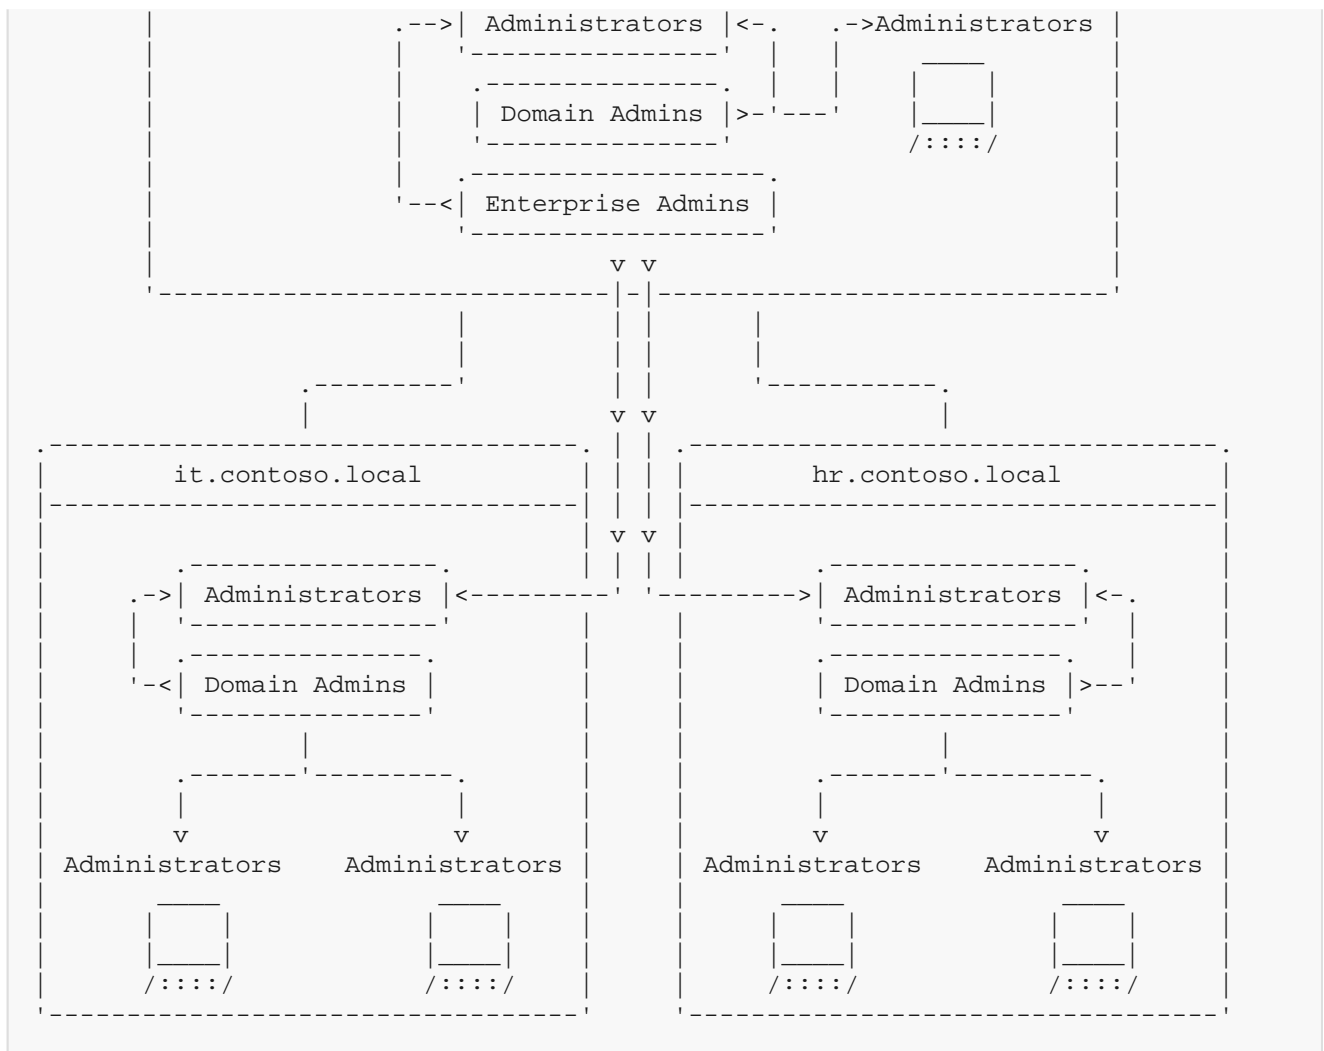 Administrators Administrators
Domain Admins
Enterprise Admins
it.contoso.local hr.contoso.local
Administrators Administrators
Domain Admins Domain Admins
Administrators Administrators Administrators Administrators